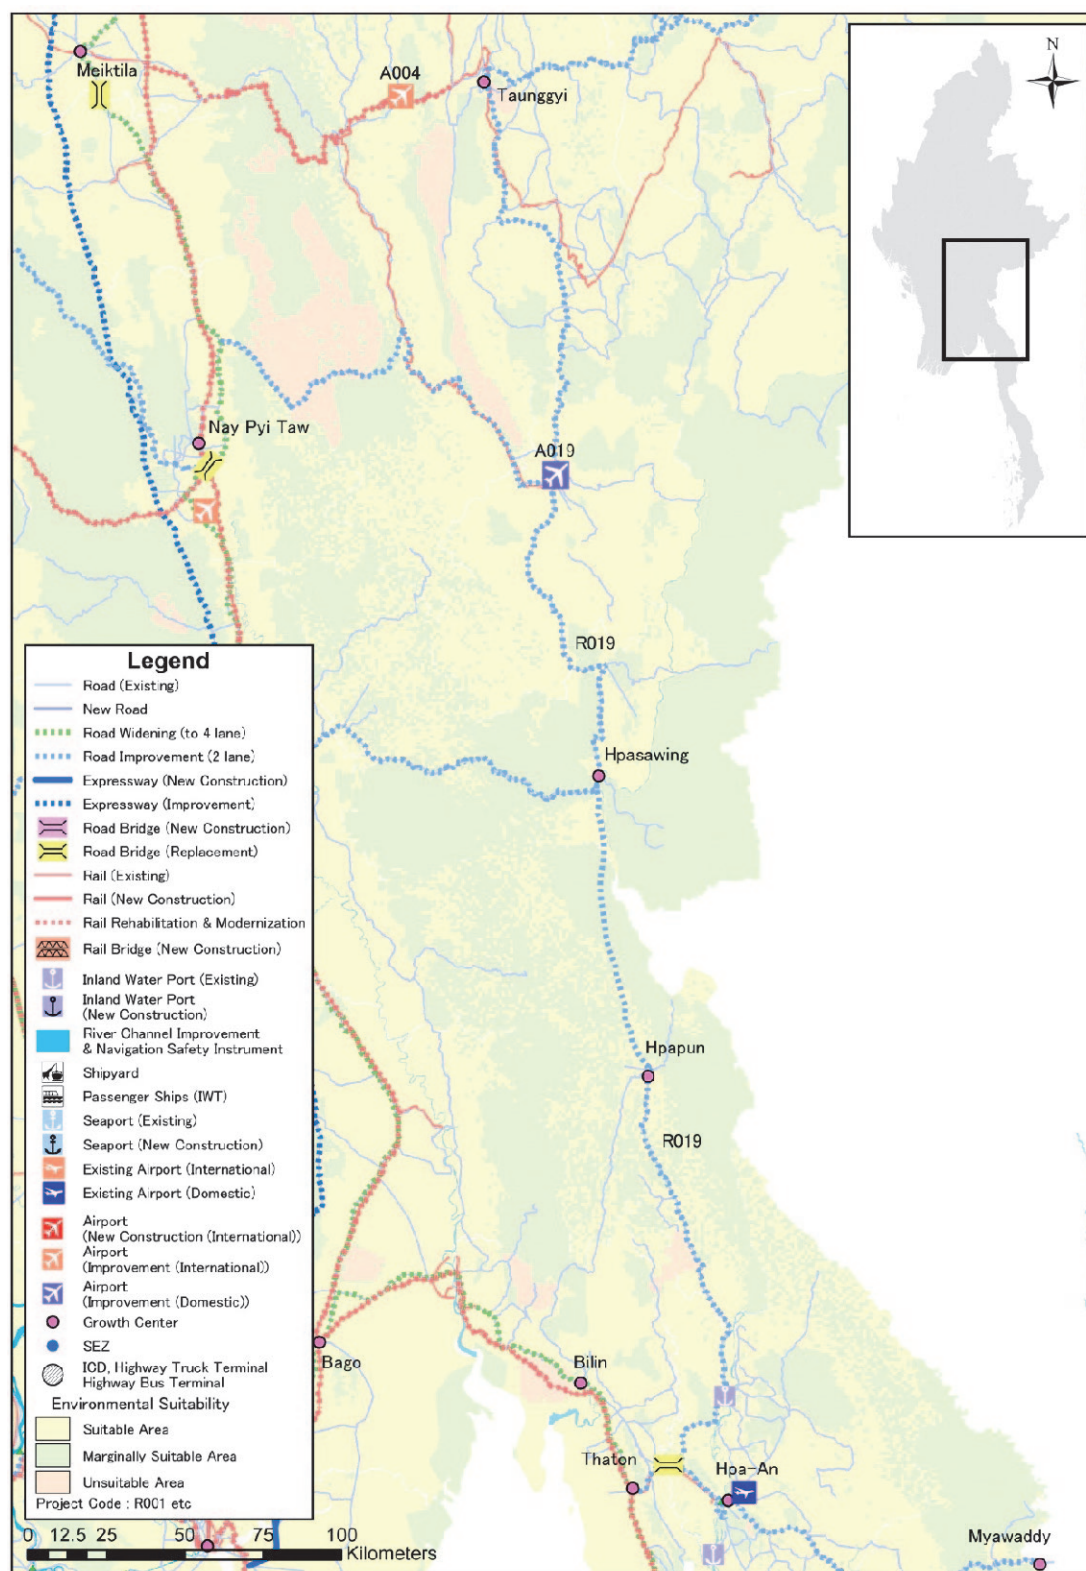 N
A004
Meiktila
Taunggyi
Nay Pyi Taw
A019
R019
Hpasawing
Hpapun
R019
Bago
Bilin
Thaton
Hpa-An
Myawaddy
Legend
Road (Existing)
New Road
Road Widening (to 4 lane)
Road Improvement (2 lane)
Expressway (New Construction)
Expressway (Improvement)
Road Bridge (New Construction)
Road Bridge (Replacement)
Rail (Existing)
Rail (New Construction)
Rail Rehabilitation & Modernization
Rail Bridge (New Construction)
Inland Water Port (Existing)
Inland Water Port
(New Construction)
River Channel Improvement
& Navigation Safety Instrument
Shipyard
Passenger Ships (IWT)
Seaport (Existing)
Seaport (New Construction)
Existing Airport (International)
Existing Airport (Domestic)
Airport
(New Construction (International))
Airport
(Improvement (International))
Airport
(Improvement (Domestic))
Growth Center
SEZ
ICD, Highway Truck Terminal
Highway Bus Terminal
Environmental Suitability
Suitable Area
Marginally Suitable Area
Unsuitable Area
Project Code : R001 etc
0 12.5 25 50 75 100
Kilometers